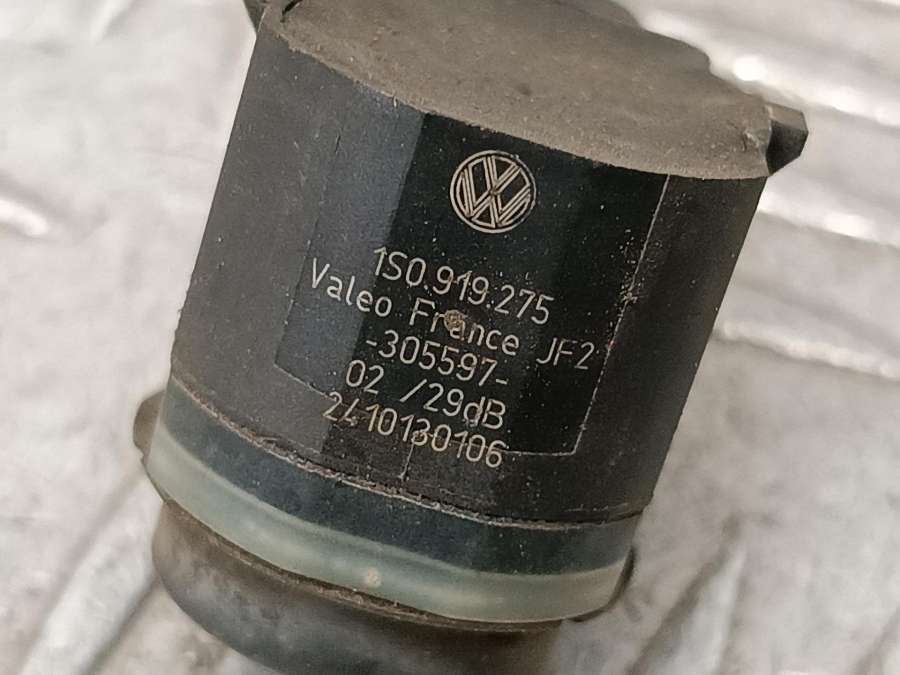 1S0.919.275
Valeo France JF2
-305597-
02 /29dB
2410130106